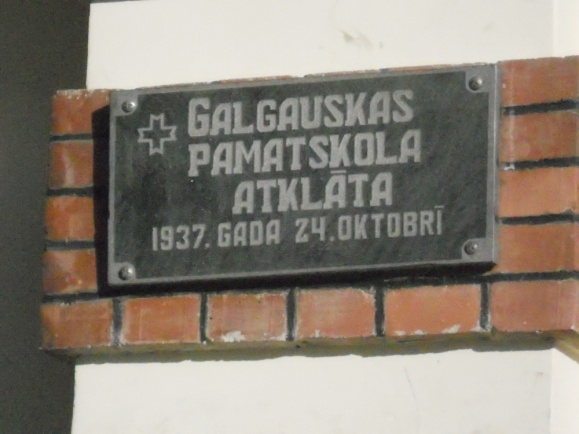 GALGAUSKAS
PAMATSKOLA
ATKLĀTA
1937. GADA 24. OKTOBRĪ